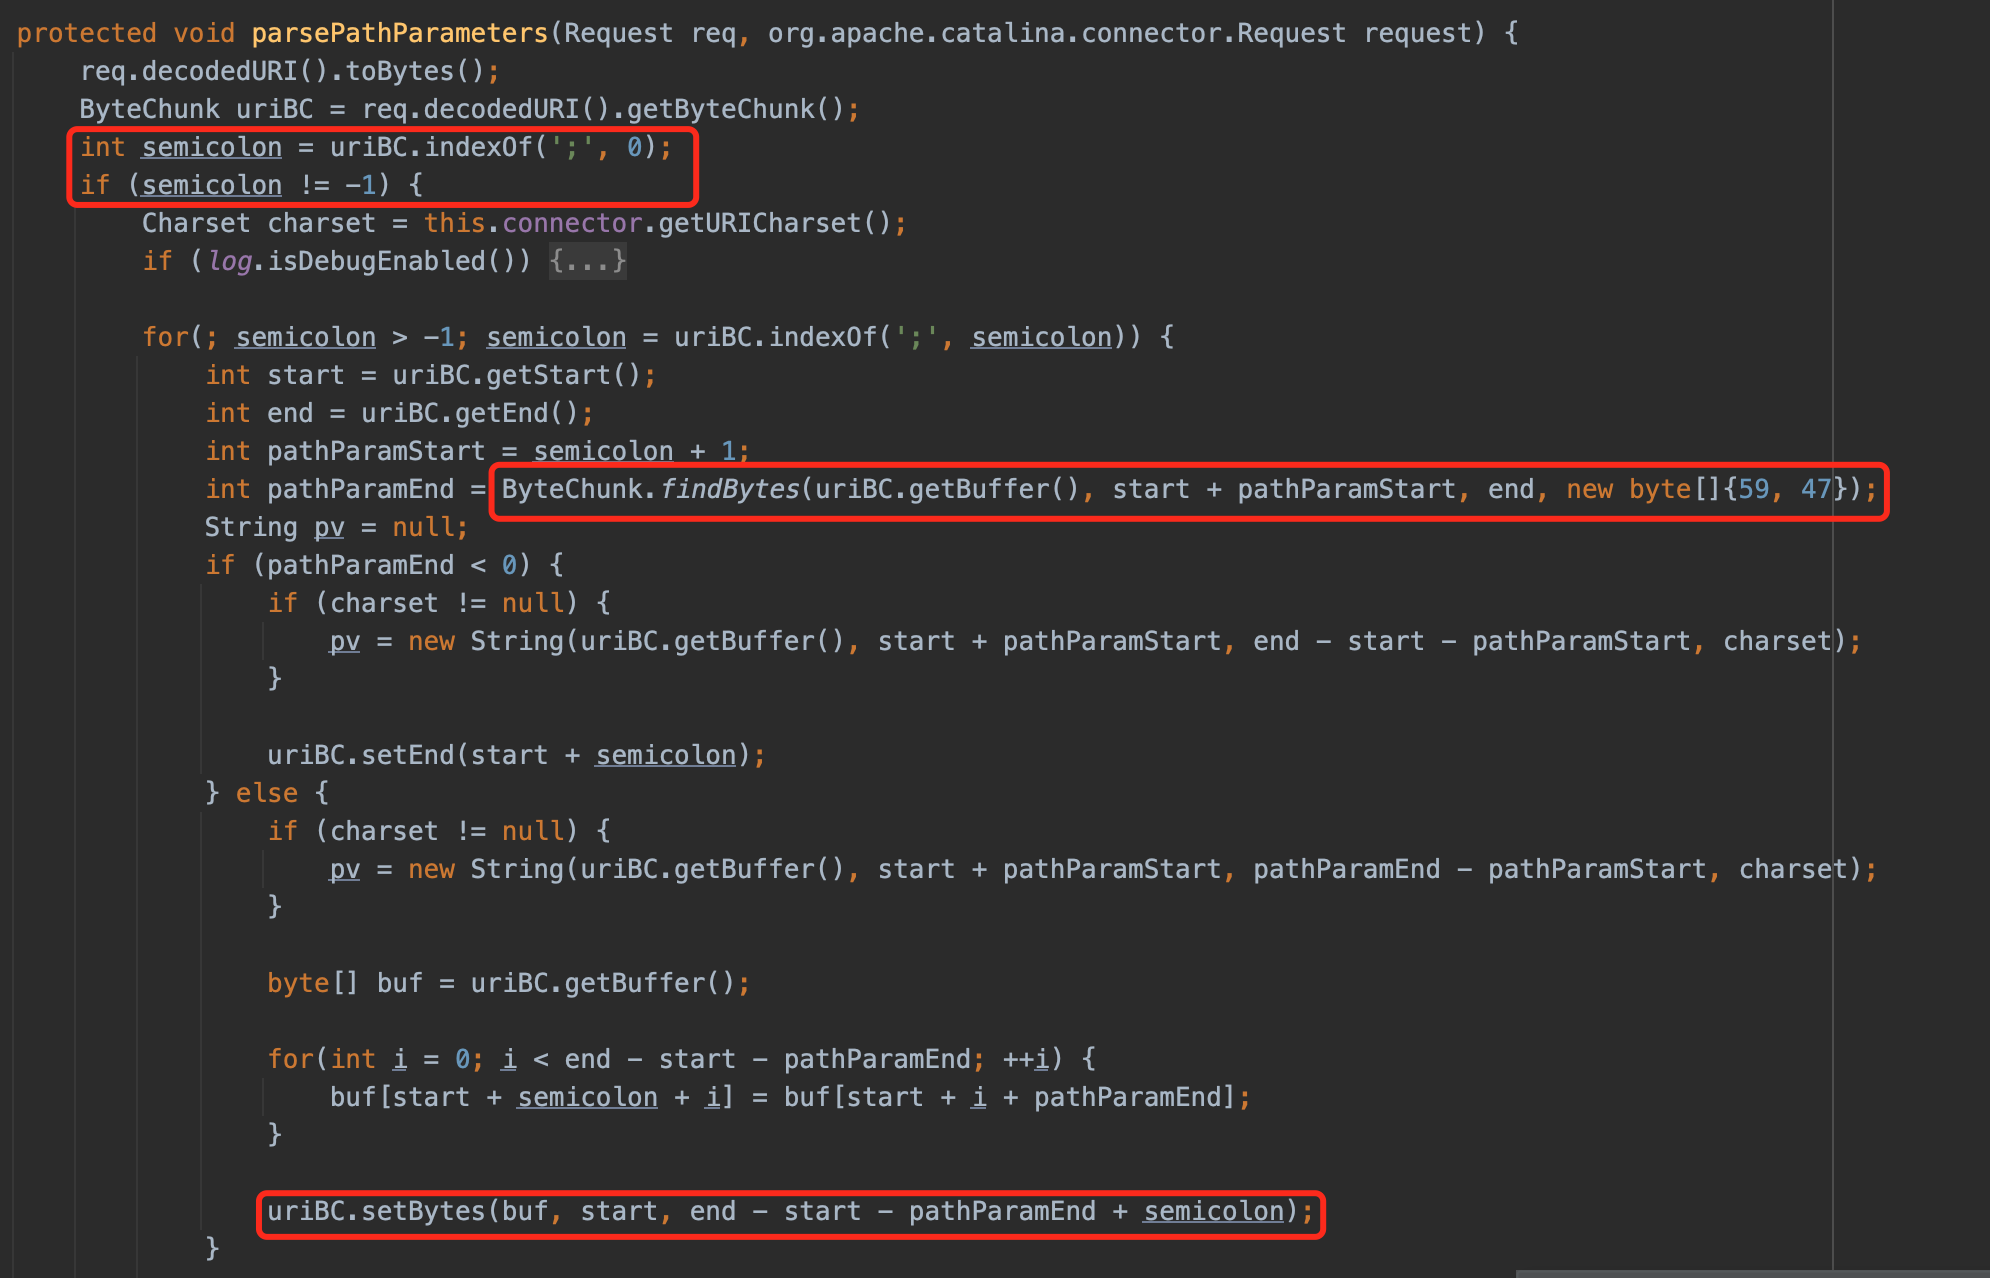 protected void parsePathParameters(Request req, org.apache.catalina.connector.Request request) {
req.decodedURI().toBytes();
ByteChunk uriBC = req.decodedURI().getByteChunk();
int semicolon = uriBC.indexOf(';', 0);
if (semicolon != -1) {
Charset charset = this.connector.getURICharset();
if (log.isDebugEnabled()) {...}
for(; semicolon > -1; semicolon = uriBC.indexOf(';', semicolon)) {
int start = uriBC.getStart();
int end = uriBC.getEnd();
int pathParamStart = semicolon + 1;
int pathParamEnd = ByteChunk.findBytes(uriBC.getBuffer(), start + pathParamStart, end, new byte[]{59, 47});
String pv = null;
if (pathParamEnd < 0) {
if (charset != null) {
pv = new String(uriBC.getBuffer(), start + pathParamStart, end - start - pathParamStart, charset);
}
uriBC.setEnd(start + semicolon);
} else {
if (charset != null) {
pv = new String(uriBC.getBuffer(), start + pathParamStart, pathParamEnd - pathParamStart, charset);
}
byte[] buf = uriBC.getBuffer();
for(int i = 0; i < end - start - pathParamEnd; ++i) {
buf[start + semicolon + i] = buf[start + i + pathParamEnd];
}
uriBC.setBytes(buf, start, end - start - pathParamEnd + semicolon);
}